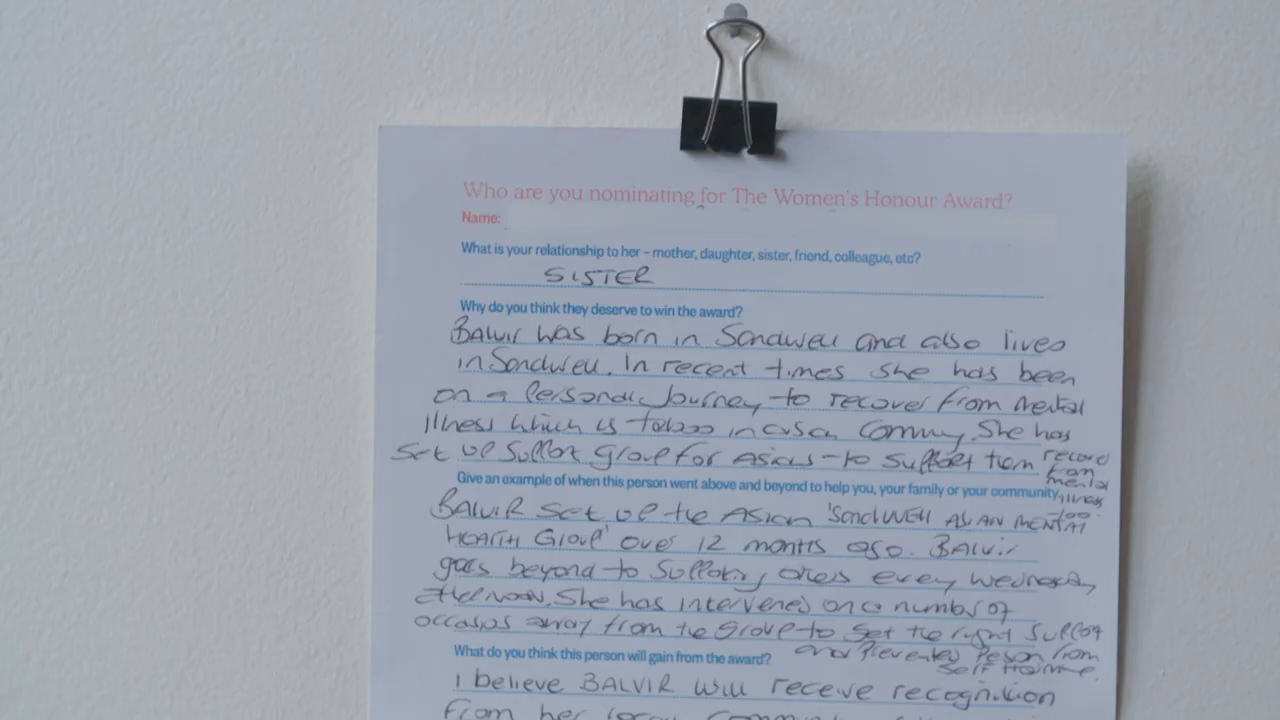 Who are you nominating for The Women's Honour Award?
Name:
What is your relationship to her – mother, daughter, sister, friend, colleague, etc?
SISTER
Why do you think they deserve to win the award?
BALVIR was born in Sandwell and also lives
in Sandwell. In recent times she has been
on a Personal Journey to recover from mental
illness which is taboo in asian Commuy. She has
set up support group for Asians to support them record
from
mental
illness
too
Give an example of when this person went above and beyond to help you, your family or your community.
BALVIR set up the Asian 'SANDWELL ASIAN MENTAL
HEALTH Group' over 12 months ago. BALVIR
goes beyond to supporting others every Wednesday
afternoon. She has intervened on a number of
occasions away from the group to get the right support
and prevented person from
self harme.
What do you think this person will gain from the award?
I believe BALVIR will receive recognition
from her local